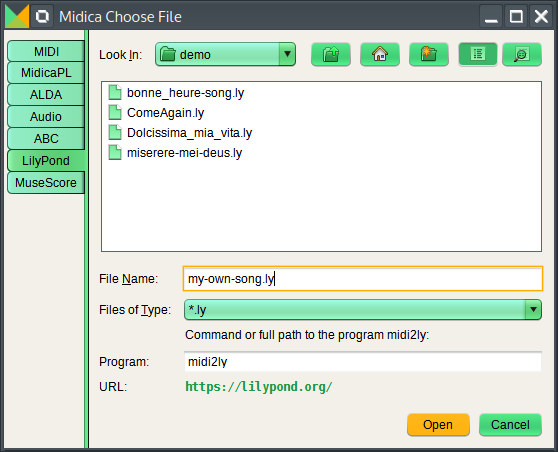 Midica Choose File
MIDI
MidicaPL
ALDA
Audio
ABC
LilyPond
MuseScore
Look In: demo
bonne_heure-song.ly
ComeAgain.ly
Dolcissima_mia_vita.ly
miserere-mei-deus.ly
File Name: my-own-song.ly
Files of Type: *.ly
Command or full path to the program midi2ly:
Program: midi2ly
URL: https://lilypond.org/
Open Cancel